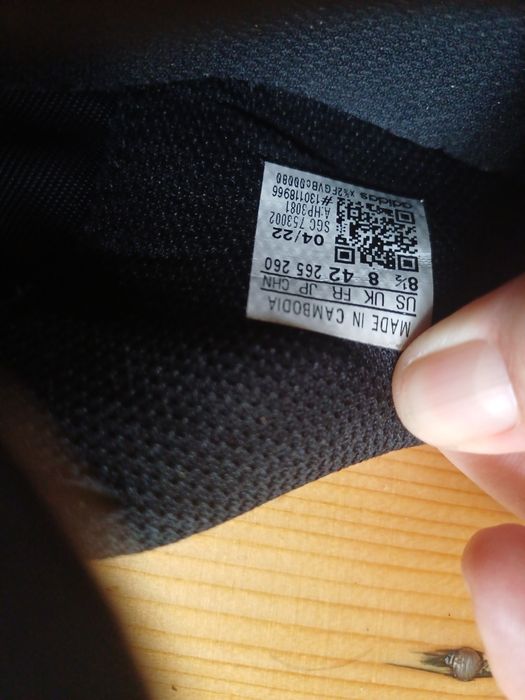 MADE IN CAMBODIA
US UK FR JP CHN
8½ 8 42 265 260
04/22
SGC 753002
A:HP3081
#130118966
adidas x%2FGVBc00080